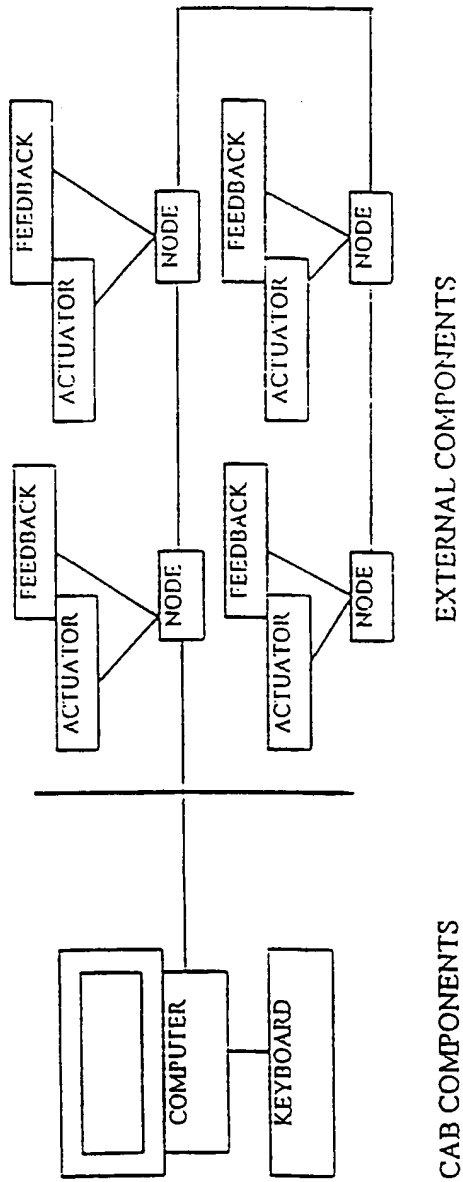 FEEDBACK
ACTUATOR
NODE
FEEDBACK
ACTUATOR
NODE
COMPUTER
KEYBOARD
FEEDBACK
ACTUATOR
NODE
FEEDBACK
ACTUATOR
NODE
CAB COMPONENTS
EXTERNAL COMPONENTS